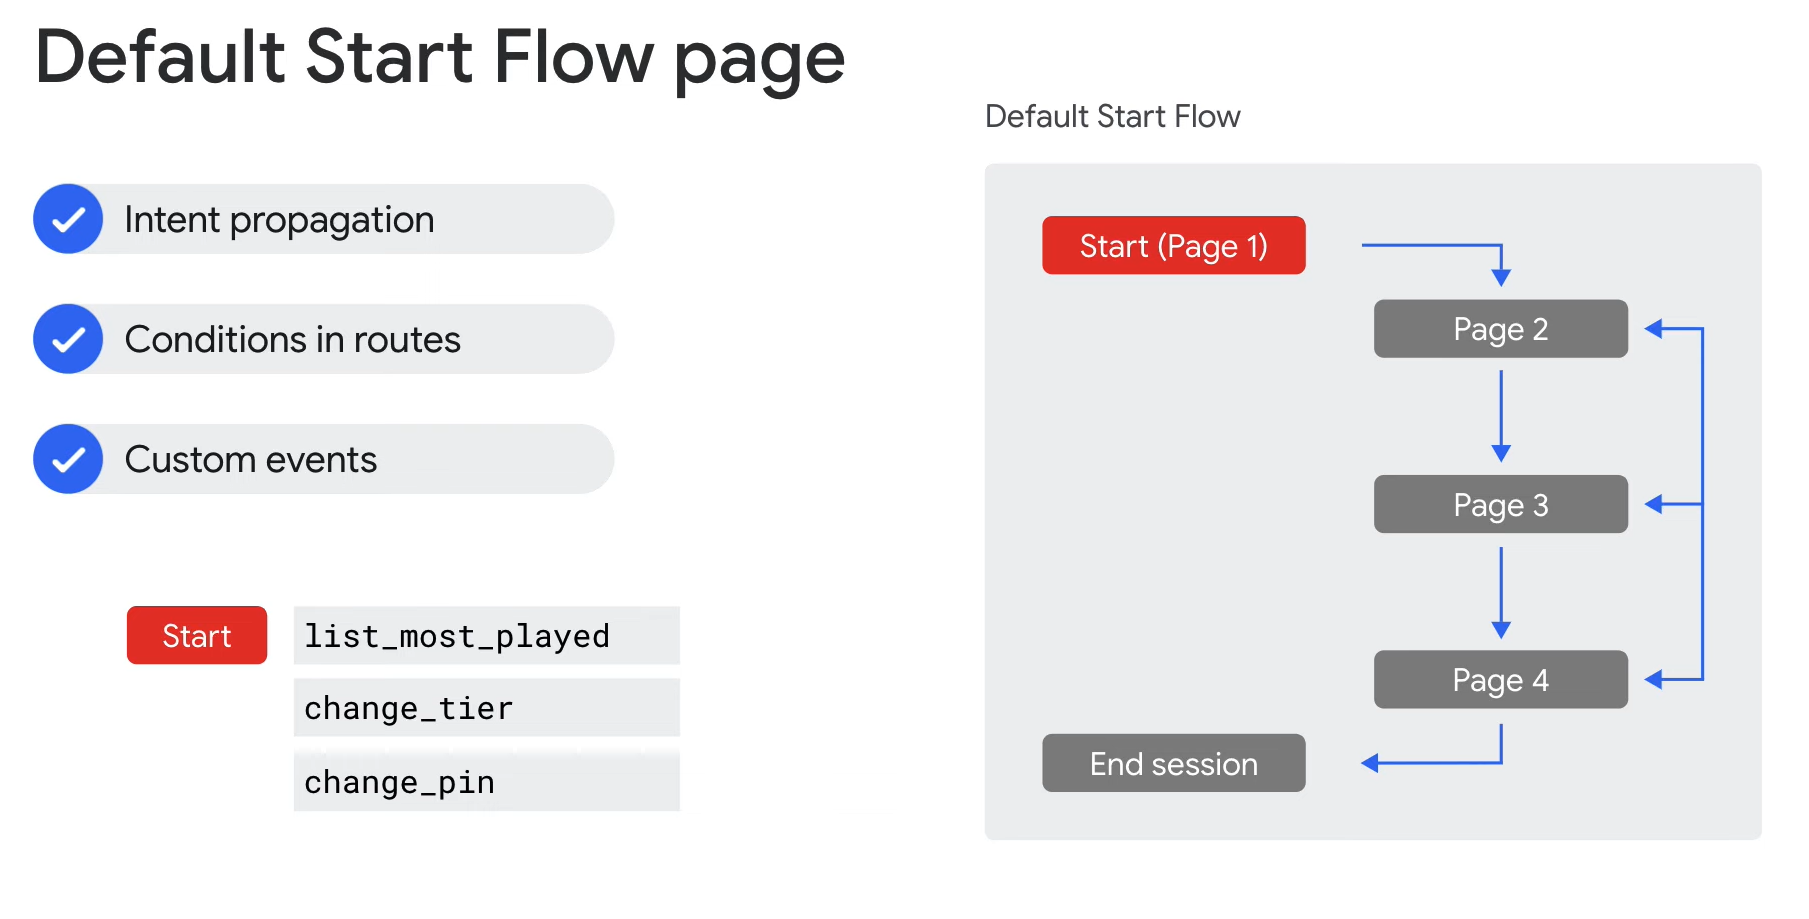 Default Start Flow page
Intent propagation
Conditions in routes
Custom events
Start
list_most_played
change_tier
change_pin
Default Start Flow
Start (Page 1)
Page 2
Page 3
Page 4
End session